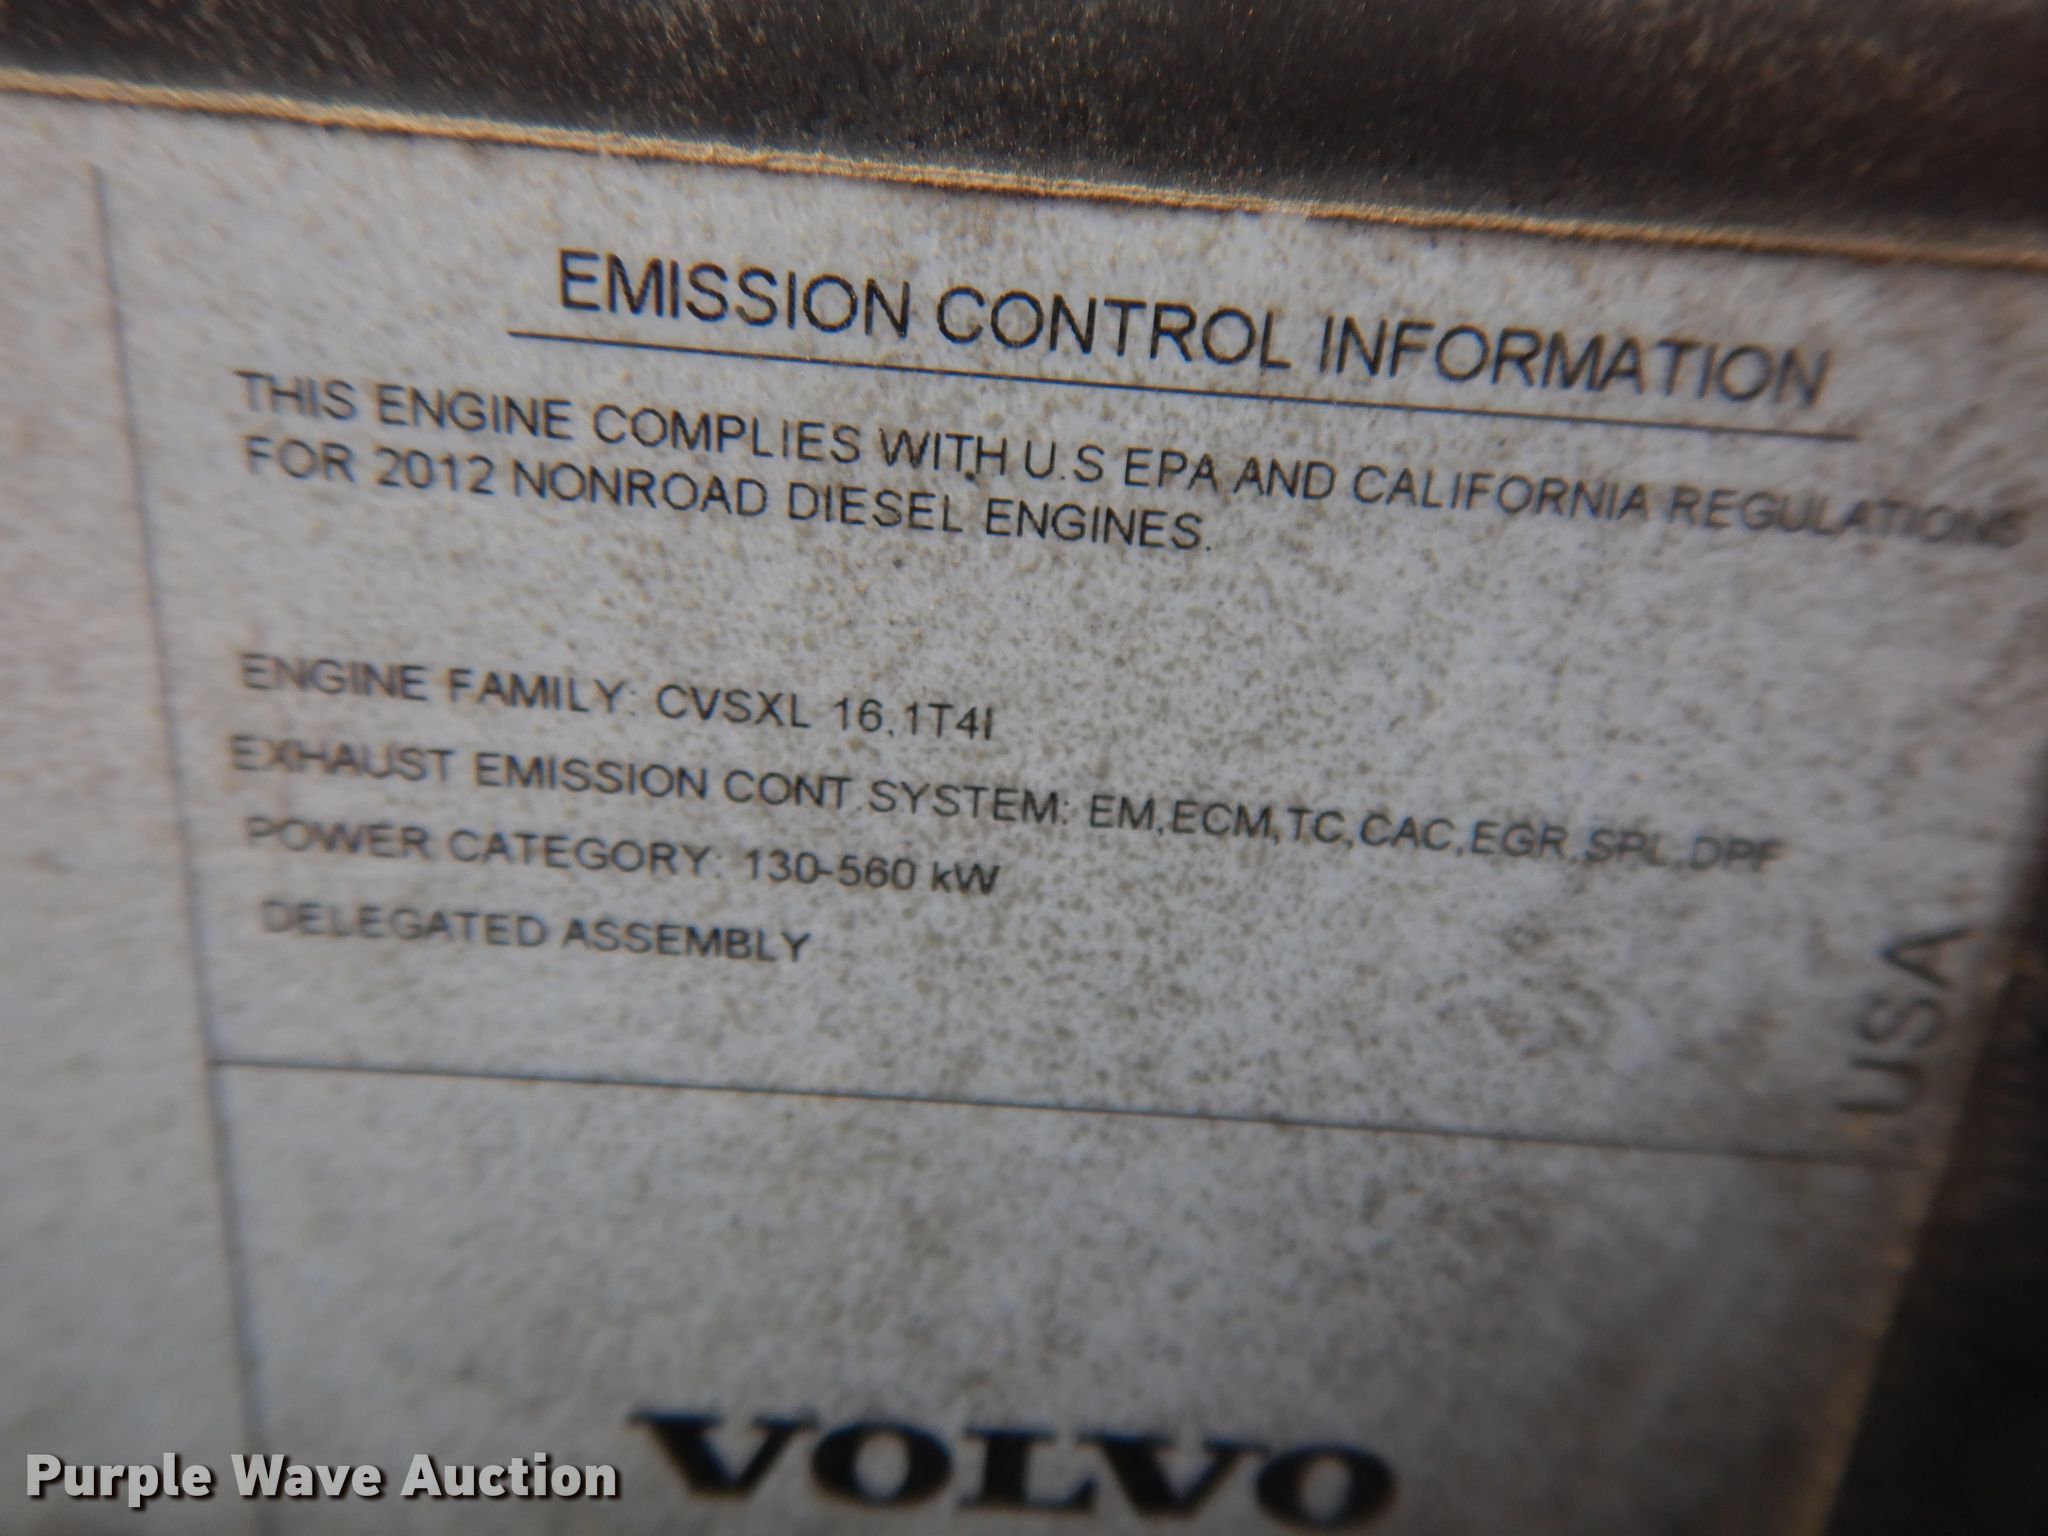 EMISSION CONTROL INFORMATION
THIS ENGINE COMPLIES WITH U.S EPA AND CALIFORNIA REGULATIONS
FOR 2012 NONROAD DIESEL ENGINES.
ENGINE FAMILY: CVSXL 16,1T4I
EXHAUST EMISSION CONT.SYSTEM: EM,ECM,TC,CAC,EGR,SPL,DPF
POWER CATEGORY: 130-560 kW
DELEGATED ASSEMBLY
USA
VOLVO
Purple Wave Auction